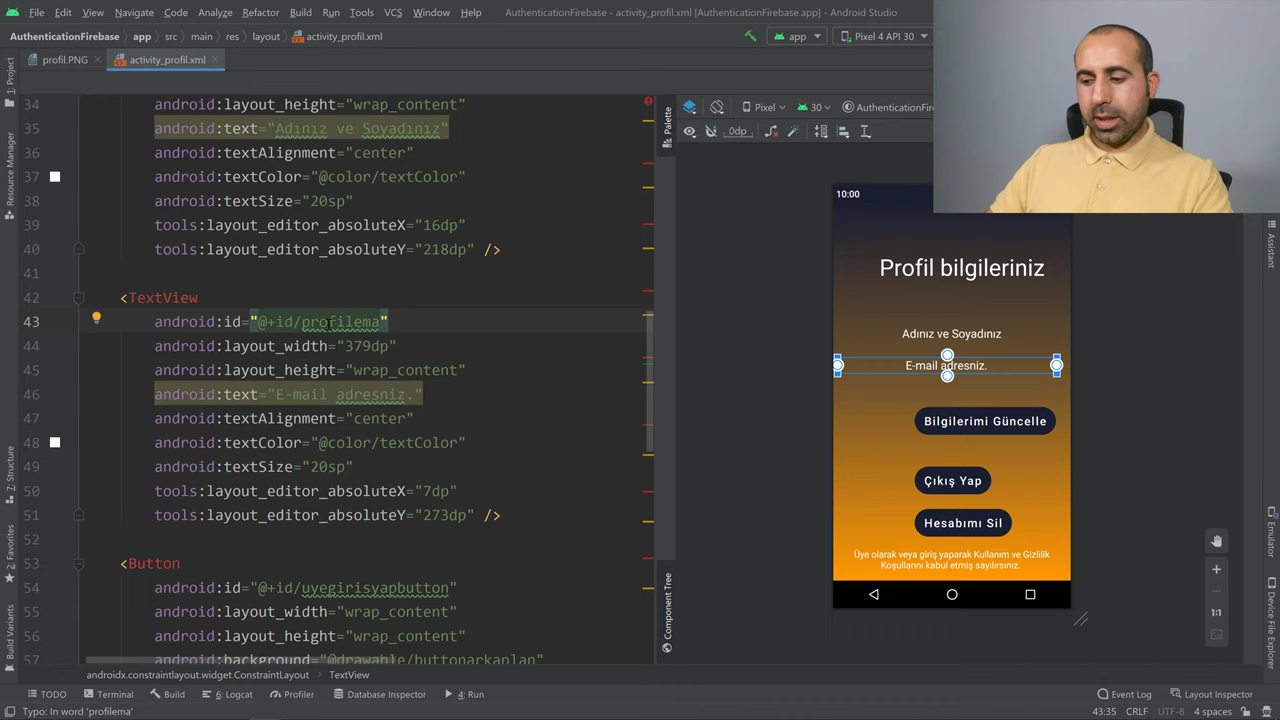 File Edit View Navigate Code Analyze Refactor Build Run Tools VCS Window Help AuthenticationFirebase - activity_profil.xml [AuthenticationFirebase.app] - Android Studio
AuthenticationFirebase app src main res layout activity_profil.xml app Pixel 4 API 30
profil.PNG activity_profil.xml
1: Project
Resource Manager
7: Structure
2: Favorites
Build Variants
34 android:layout_height="wrap_content"
35 android:text="Adınız ve Soyadınız"
36 android:textAlignment="center"
37 android:textColor="@color/textColor"
38 android:textSize="20sp"
39 tools:layout_editor_absoluteX="16dp"
40 tools:layout_editor_absoluteY="218dp" />
41
42 <TextView
43 android:id="@+id/profilema"
44 android:layout_width="379dp"
45 android:layout_height="wrap_content"
46 android:text="E-mail adresniz."
47 android:textAlignment="center"
48 android:textColor="@color/textColor"
49 android:textSize="20sp"
50 tools:layout_editor_absoluteX="7dp"
51 tools:layout_editor_absoluteY="273dp" />
52
53 <Button
54 android:id="@+id/uyegirisyapbutton"
55 android:layout_width="wrap_content"
56 android:layout_height="wrap_content"
57 android:background="@drawable/buttonarkaplan"
androidx.constraintlayout.widget.ConstraintLayout TextView
Palette
Component Tree
Pixel 30 AuthenticationF
0dp
10:00
Profil bilgileriniz
Adınız ve Soyadınız
E-mail adresniz.
Bilgilerimi Güncelle
Çıkış Yap
Hesabımı Sil
Üye olarak veya giriş yaparak Kullanım ve Gizlilik
Koşullarını kabul etmiş sayılırsınız.
1:1
Assistant
Emulator
Device File Explorer
TODO Terminal Build 6: Logcat Profiler Database Inspector 4: Run Event Log Layout Inspector
Typo: In word 'profilema' 43:35 CRLF UTF-8 4 spaces